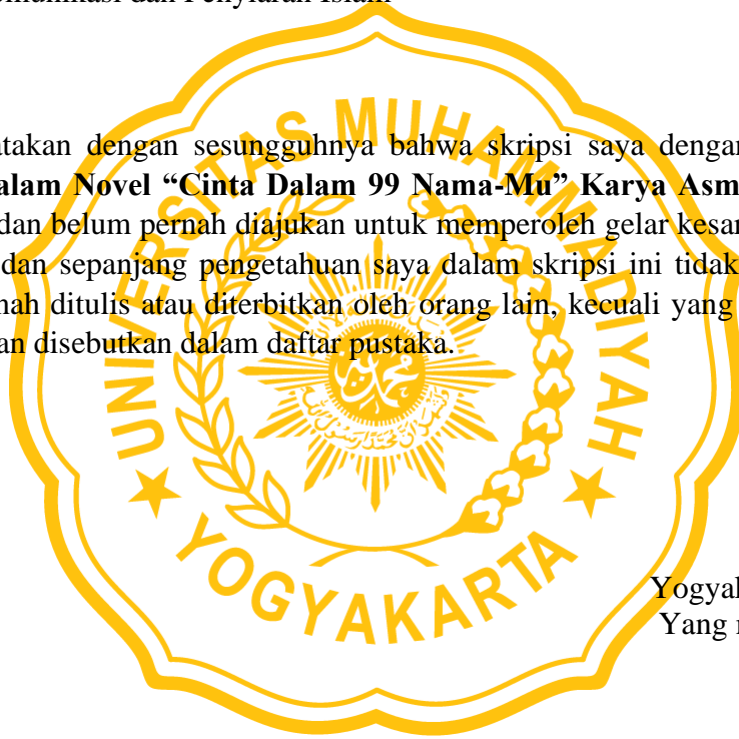 omunikasi dan Penyiaran Islam
atakan dengan sesungguhnya bahwa skripsi saya dengan
alam Novel “Cinta Dalam 99 Nama-Mu” Karya Asm
dan belum pernah diajukan untuk memperoleh gelar kesar
dan sepanjang pengetahuan saya dalam skripsi ini tidak
nah ditulis atau diterbitkan oleh orang lain, kecuali yang
an disebutkan dalam daftar pustaka.
UNIVERSITAS MUHAMMADIYAH
YOGYAKARTA
Yogyal
Yang